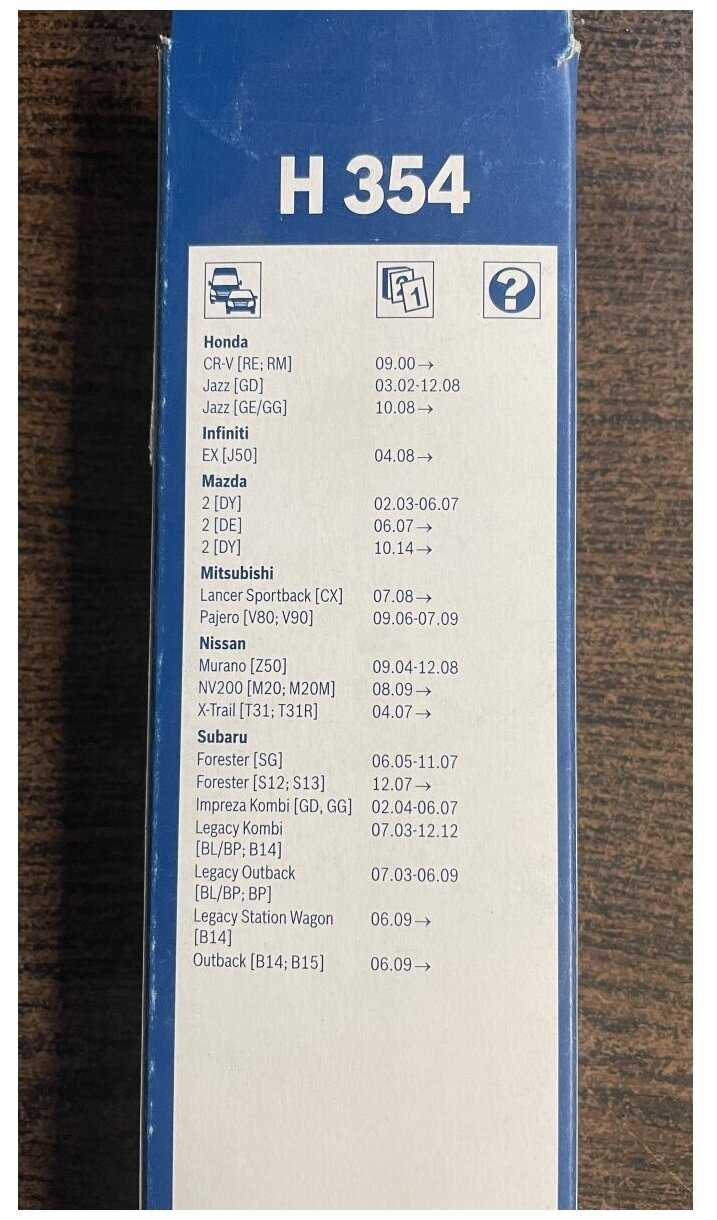 H 354
2 1 ?
Honda
CR-V [RE; RM] 09.00→
Jazz [GD] 03.02-12.08
Jazz [GE/GG] 10.08→
Infiniti
EX [J50] 04.08→
Mazda
2 [DY] 02.03-06.07
2 [DE] 06.07→
2 [DY] 10.14→
Mitsubishi
Lancer Sportback [CX] 07.08→
Pajero [V80; V90] 09.06-07.09
Nissan
Murano [Z50] 09.04-12.08
NV200 [M20; M20M] 08.09→
X-Trail [T31; T31R] 04.07→
Subaru
Forester [SG] 06.05-11.07
Forester [S12; S13] 12.07→
Impreza Kombi [GD, GG] 02.04-06.07
Legacy Kombi 07.03-12.12
[BL/BP; B14]
Legacy Outback 07.03-06.09
[BL/BP; BP]
Legacy Station Wagon 06.09→
[B14]
Outback [B14; B15] 06.09→